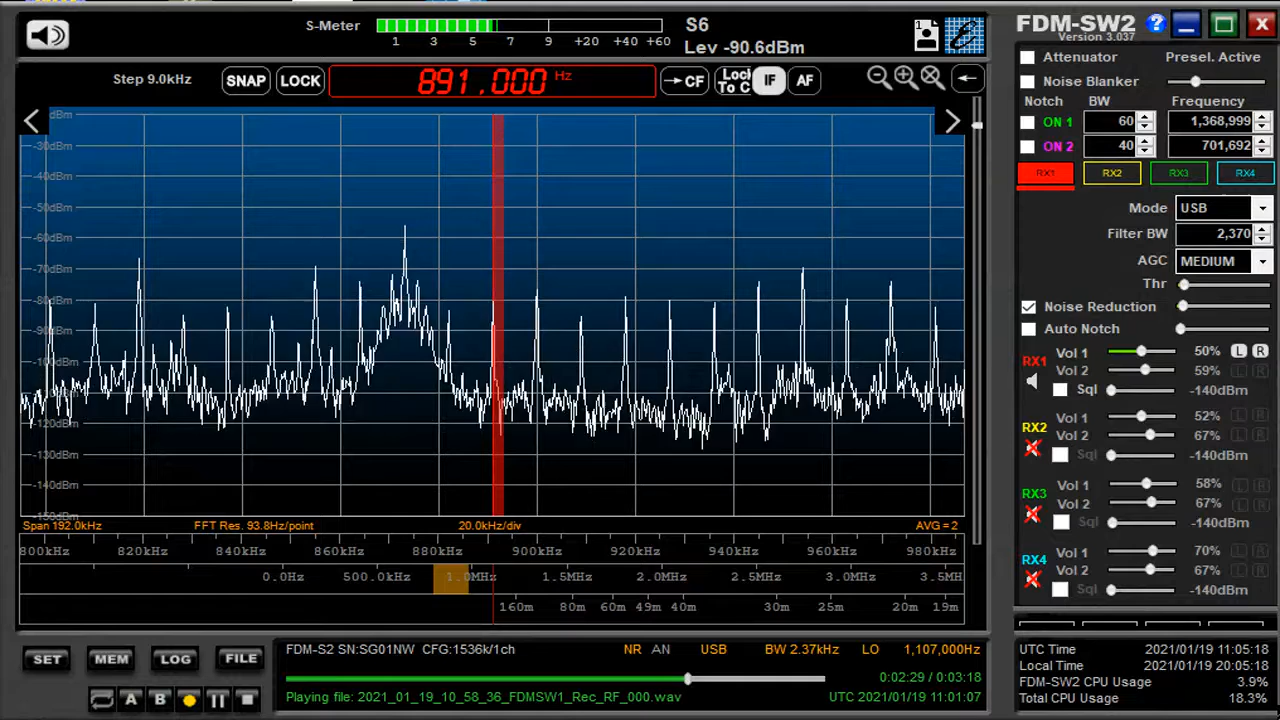 S-Meter
1 3 5 7 9 +20 +40 +60
S6
Lev -90.6dBm
1
FDM-SW2 ?
Version 3.037
Step 9.0kHz SNAP LOCK 891.000 Hz →CF IF AF
-30dBm
-40dBm
-50dBm
-60dBm
-70dBm
-80dBm
-90dBm
-100dBm
-110dBm
-120dBm
-130dBm
-140dBm
-150dBm
Span 192.0kHz FFT Res. 93.8Hz/point 20.0kHz/div AVG = 2
800kHz 820kHz 840kHz 860kHz 880kHz 900kHz 920kHz 940kHz 960kHz 980kHz
0.0Hz 500.0kHz 1.0MHz 1.5MHz 2.0MHz 2.5MHz 3.0MHz 3.5MH
160m 80m 60m 49m 40m 30m 25m 20m 19m
Attenuator Presel. Active
Noise Blanker
Notch BW Frequency
ON 1 60 1,368,999
ON 2 40 701,692
RX1 RX2 RX3 RX4
Mode USB
Filter BW 2,370
AGC MEDIUM
Thr
Noise Reduction
Auto Notch
RX1 Vol 1 50% L R
Vol 2 59% L R
Sql -140dBm
RX2 Vol 1 52% L R
Vol 2 67% L R
Sql -140dBm
RX3 Vol 1 58% L R
Vol 2 67% L R
Sql -140dBm
RX4 Vol 1 70% L R
Vol 2 67% L R
Sql -140dBm
SET MEM LOG FILE
A B
FDM-S2 SN:SG01NW CFG:1536k/1ch NR AN USB BW 2.37kHz LO 1,107,000Hz
0:02:29 / 0:03:18
Playing file: 2021_01_19_10_58_36_FDMSW1_Rec_RF_000.wav UTC 2021/01/19 11:01:07
UTC Time 2021/01/19 11:05:18
Local Time 2021/01/19 20:05:18
FDM-SW2 CPU Usage 3.9%
Total CPU Usage 18.3%